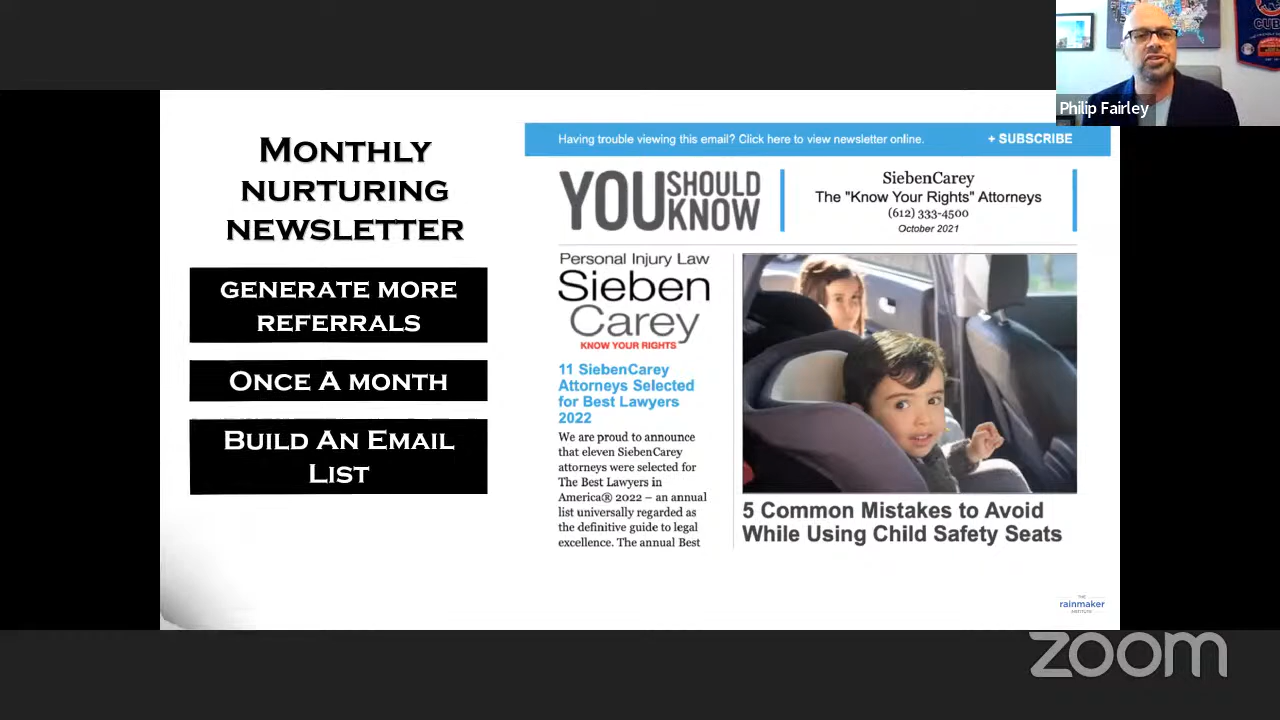 CUBS
Philip Fairley
MONTHLY
NURTURING
NEWSLETTER
GENERATE MORE
REFERRALS
ONCE A MONTH
BUILD AN EMAIL
LIST
Having trouble viewing this email? Click here to view newsletter online.
+ SUBSCRIBE
YOU SHOULD
KNOW
SiebenCarey
The "Know Your Rights" Attorneys
(612) 333-4500
October 2021
Personal Injury Law
Sieben
Carey
KNOW YOUR RIGHTS
11 SiebenCarey
Attorneys Selected
for Best Lawyers
2022
We are proud to announce
that eleven SiebenCarey
attorneys were selected for
The Best Lawyers in
America® 2022 – an annual
list universally regarded as
the definitive guide to legal
excellence. The annual Best
5 Common Mistakes to Avoid
While Using Child Safety Seats
THE
rainmaker
INSTITUTE
zoom